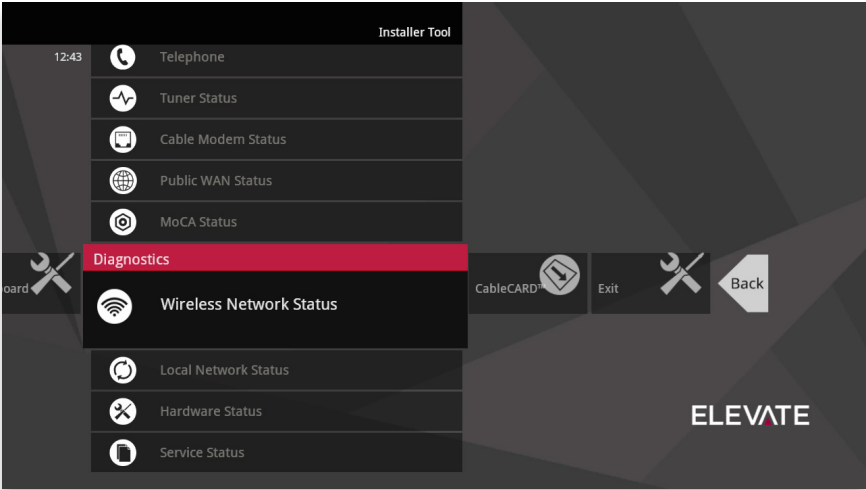 Installer Tool
12:43
Telephone
Tuner Status
Cable Modem Status
Public WAN Status
MoCA Status
Diagnostics
Wireless Network Status
oard
CableCARD™
Exit
Back
Local Network Status
Hardware Status
Service Status
ELEVATE